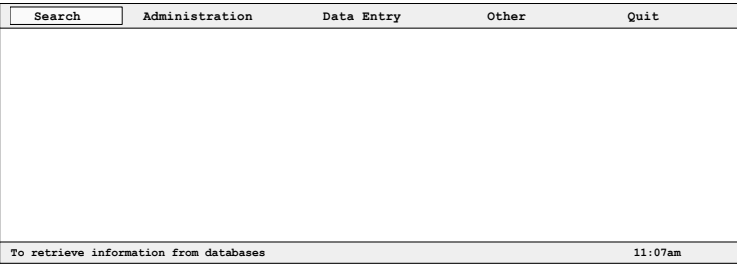 Search Administration Data Entry Other Quit
To retrieve information from databases 11:07am